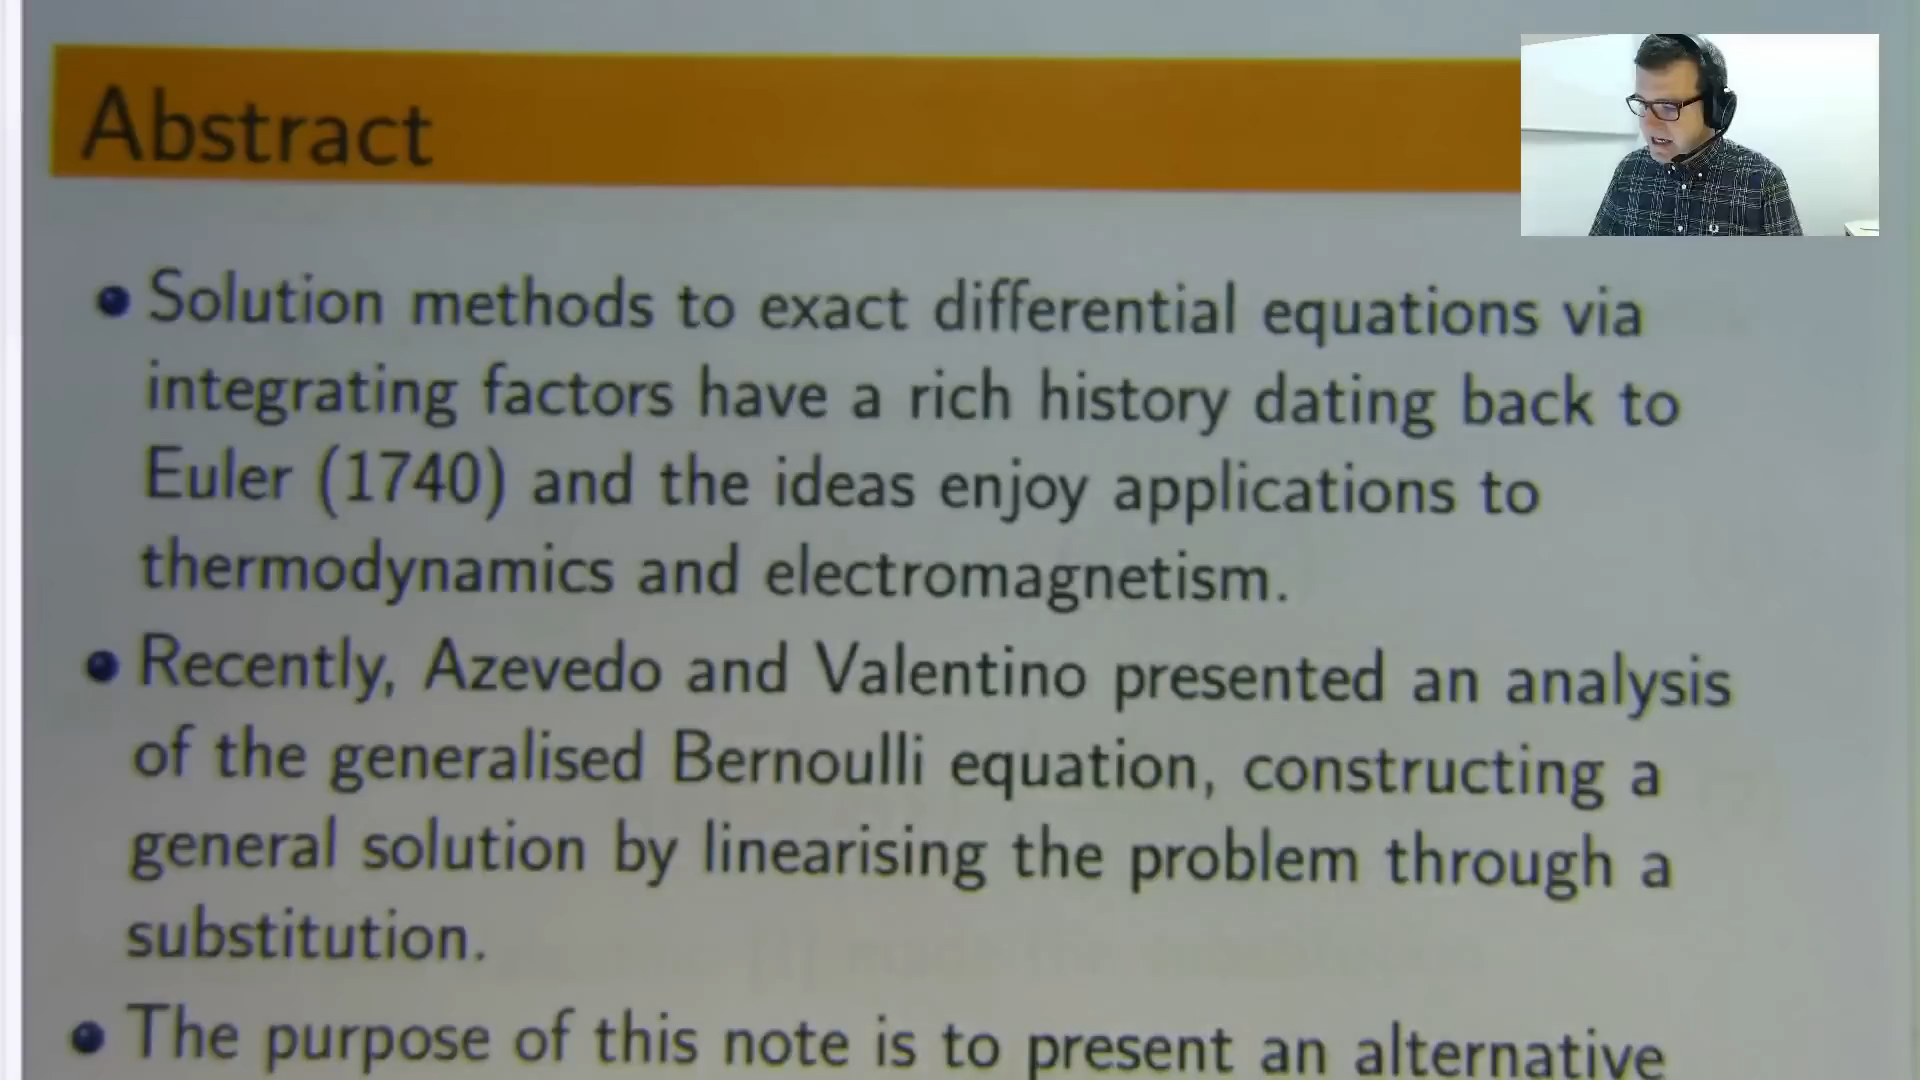 Abstract
Solution methods to exact differential equations via
integrating factors have a rich history dating back to
Euler (1740) and the ideas enjoy applications to
thermodynamics and electromagnetism.
Recently, Azevedo and Valentino presented an analysis
of the generalised Bernoulli equation, constructing a
general solution by linearising the problem through a
substitution.
The purpose of this note is to present an alternative